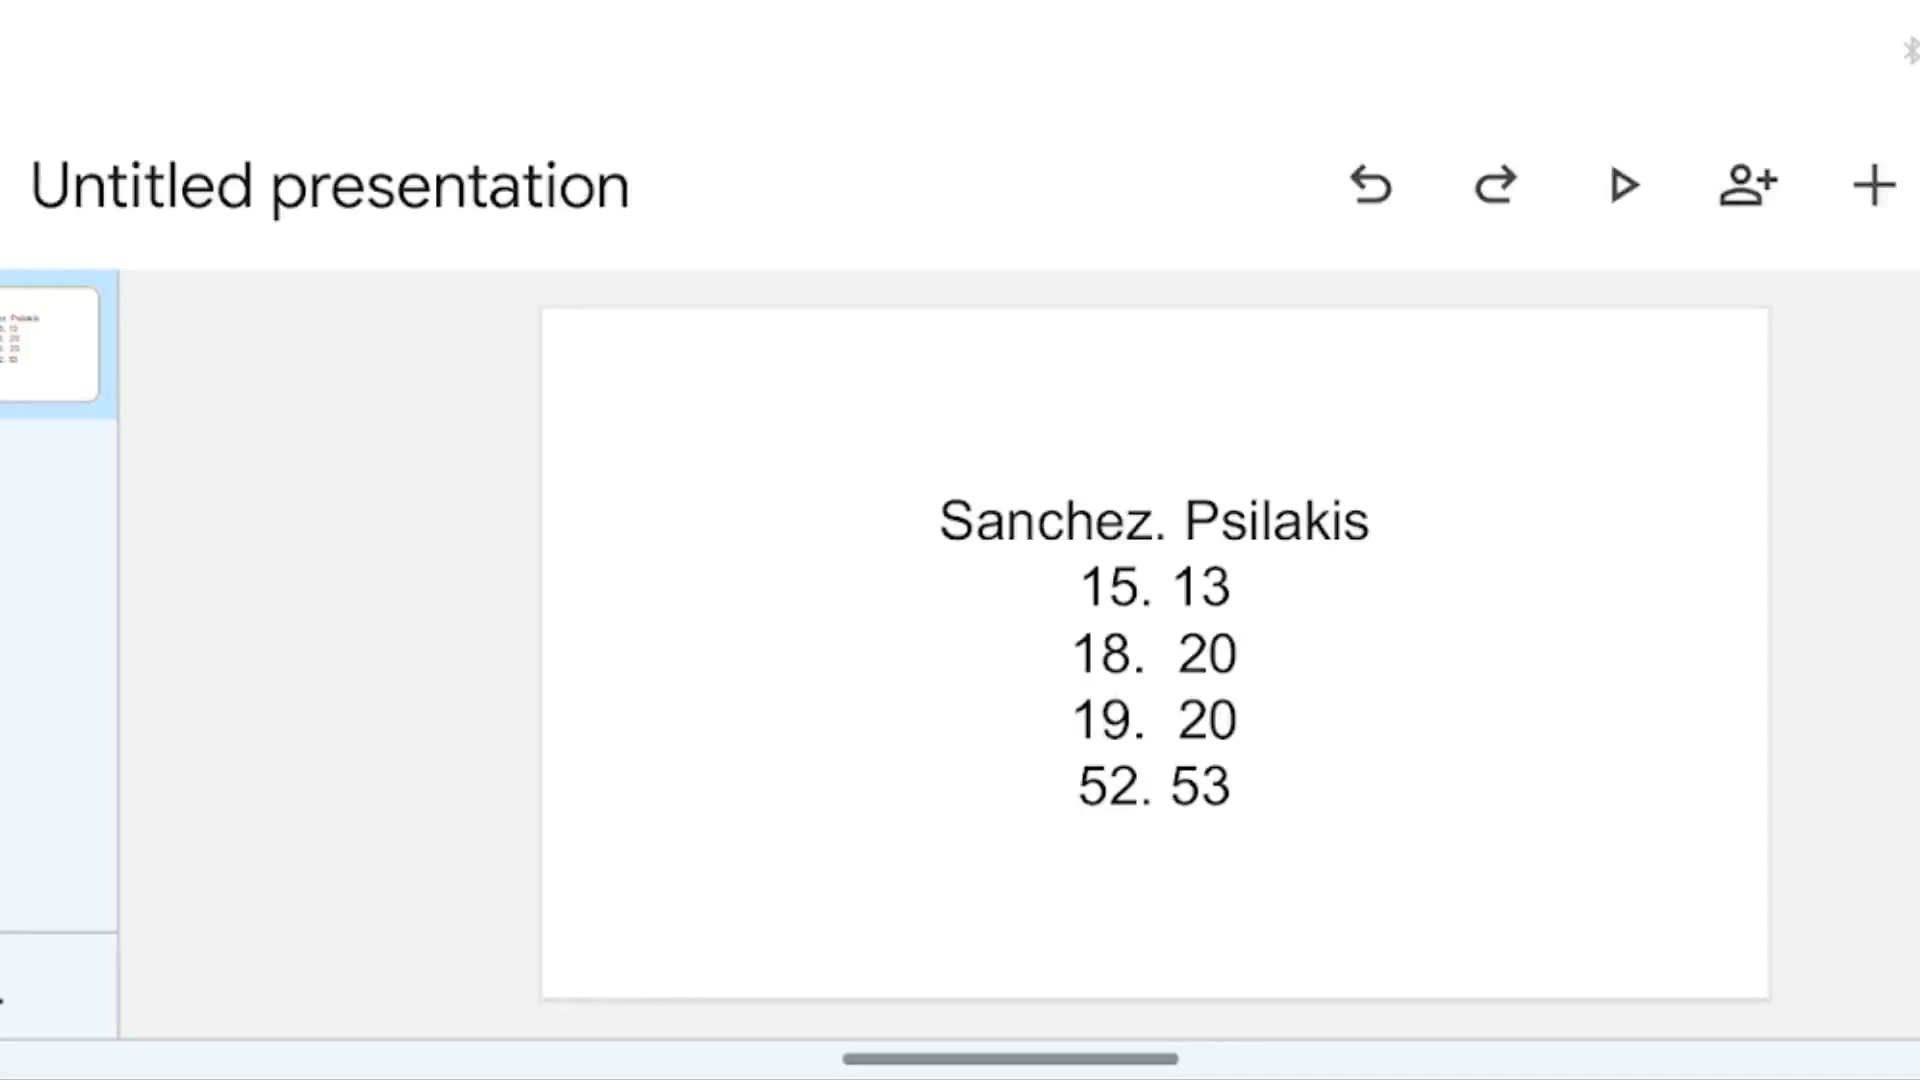 Untitled presentation
Sanchez. Psilakis
15. 13
18.  20
19.  20
52. 53